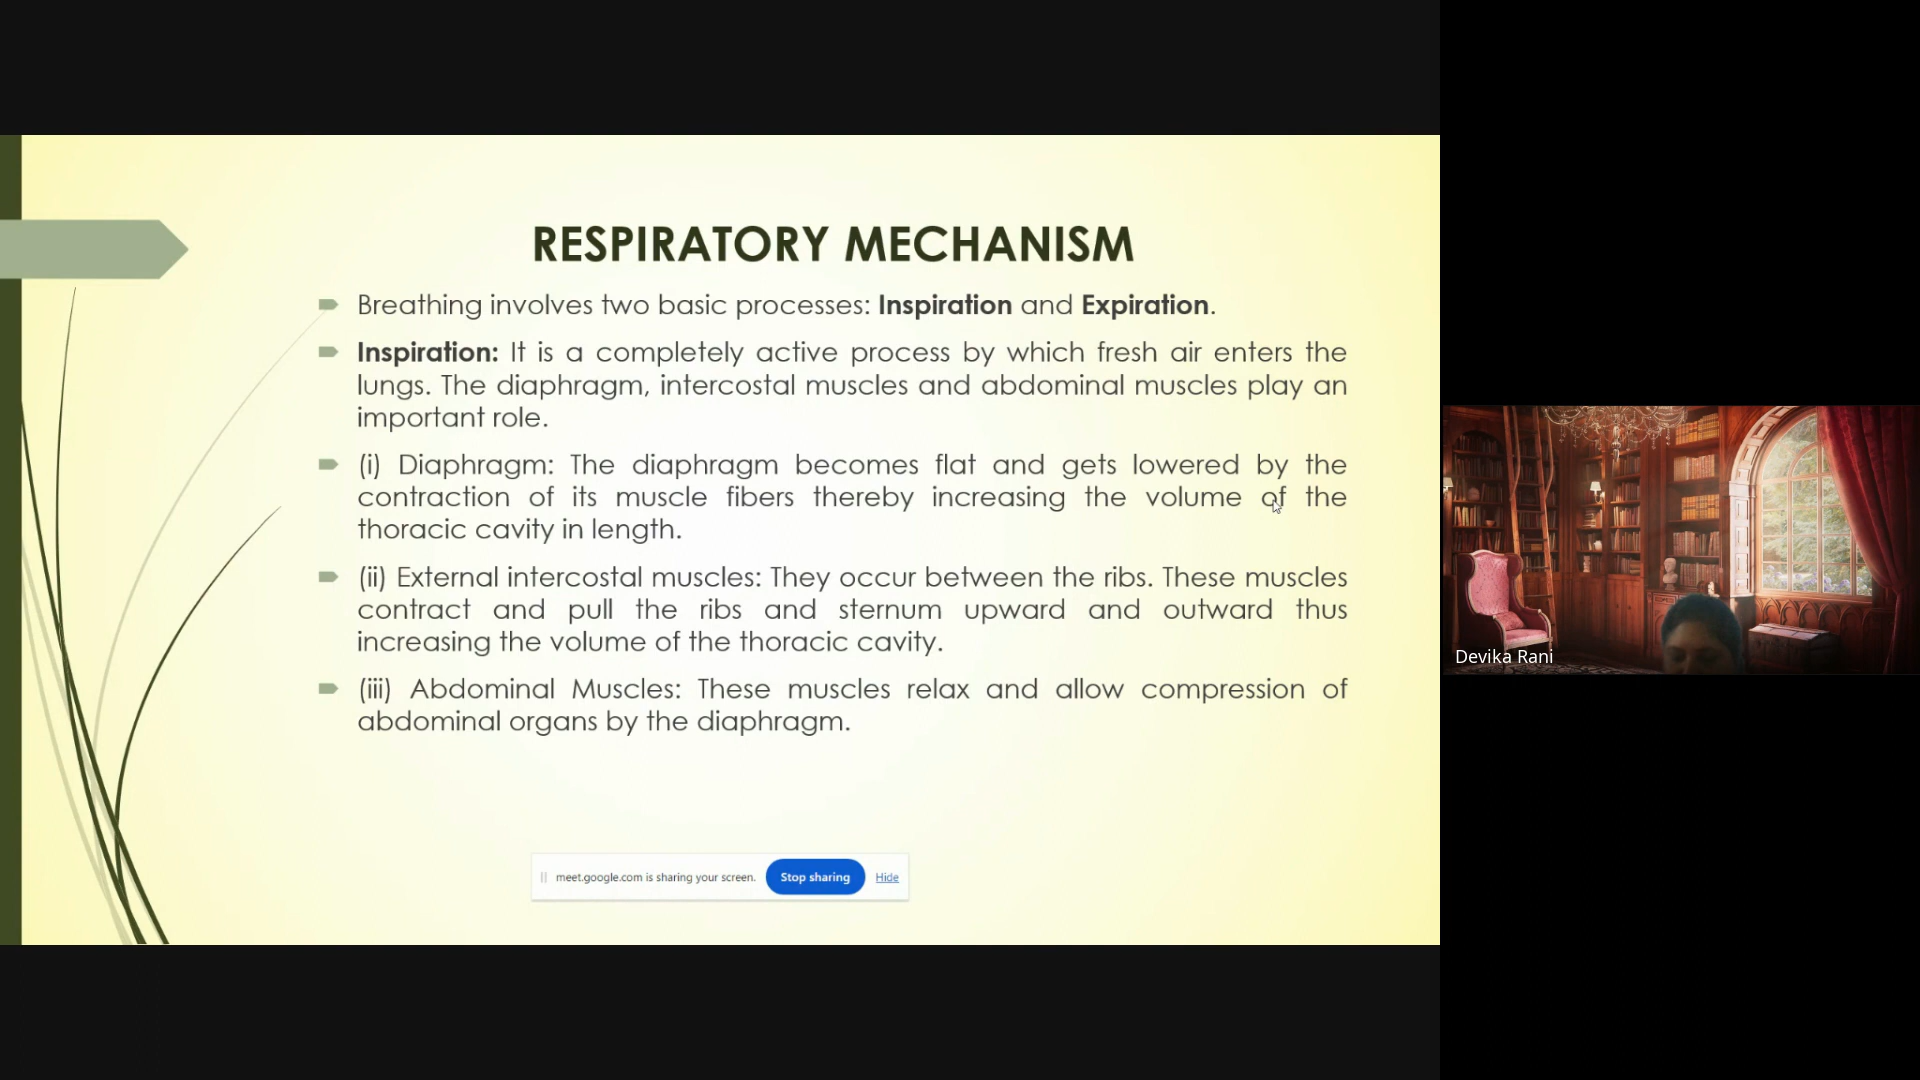 RESPIRATORY MECHANISM
Breathing involves two basic processes: Inspiration and Expiration.
Inspiration: It is a completely active process by which fresh air enters the
lungs. The diaphragm, intercostal muscles and abdominal muscles play an
important role.
(i) Diaphragm: The diaphragm becomes flat and gets lowered by the
contraction of its muscle fibers thereby increasing the volume of the
thoracic cavity in length.
(ii) External intercostal muscles: They occur between the ribs. These muscles
contract and pull the ribs and sternum upward and outward thus
increasing the volume of the thoracic cavity.
(iii) Abdominal Muscles: These muscles relax and allow compression of
abdominal organs by the diaphragm.
meet.google.com is sharing your screen. Stop sharing Hide
Devika Rani